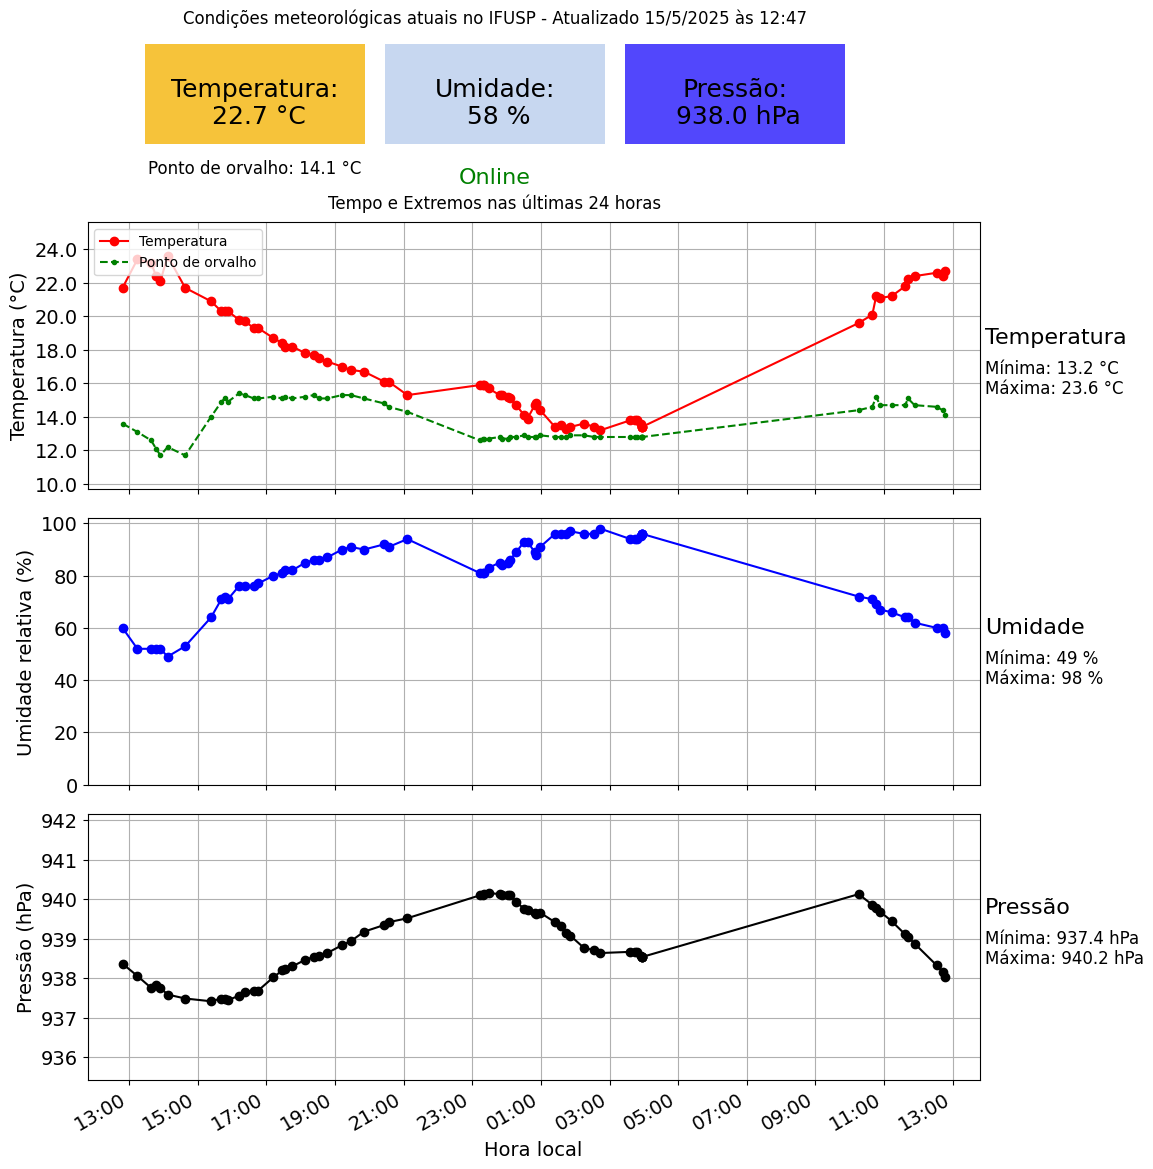 Condições meteorológicas atuais no IFUSP - Atualizado 15/5/2025 às 12:47
Temperatura:
22.7 °C
Umidade:
58 %
Pressão:
938.0 hPa
Ponto de orvalho: 14.1 °C
Online
Tempo e Extremos nas últimas 24 horas
Temperatura
Ponto de orvalho
Temperatura (°C)
24.0
22.0
20.0
18.0
16.0
14.0
12.0
10.0
Temperatura
Mínima: 13.2 °C
Máxima: 23.6 °C
Umidade relativa (%)
100
80
60
40
20
0
Umidade
Mínima: 49 %
Máxima: 98 %
Pressão (hPa)
942
941
940
939
938
937
936
Pressão
Mínima: 937.4 hPa
Máxima: 940.2 hPa
13:00
15:00
17:00
19:00
21:00
23:00
01:00
03:00
05:00
07:00
09:00
11:00
13:00
Hora local